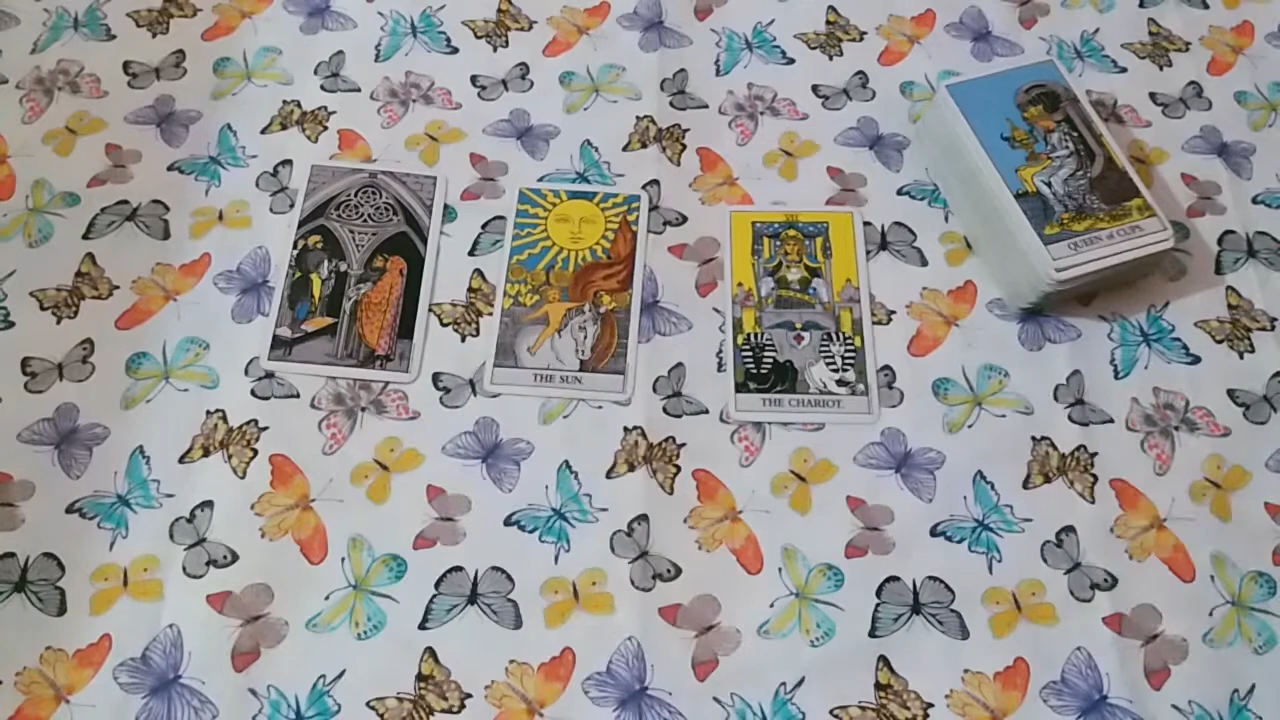 THE SUN.
VII.
THE CHARIOT.
QUEEN of CUPS.